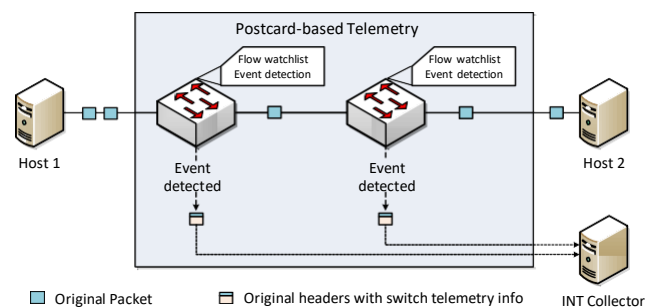 Postcard-based Telemetry
Flow watchlist
Event detection
Flow watchlist
Event detection
Host 1
Host 2
Event
detected
Event
detected
INT Collector
Original Packet
Original headers with switch telemetry info